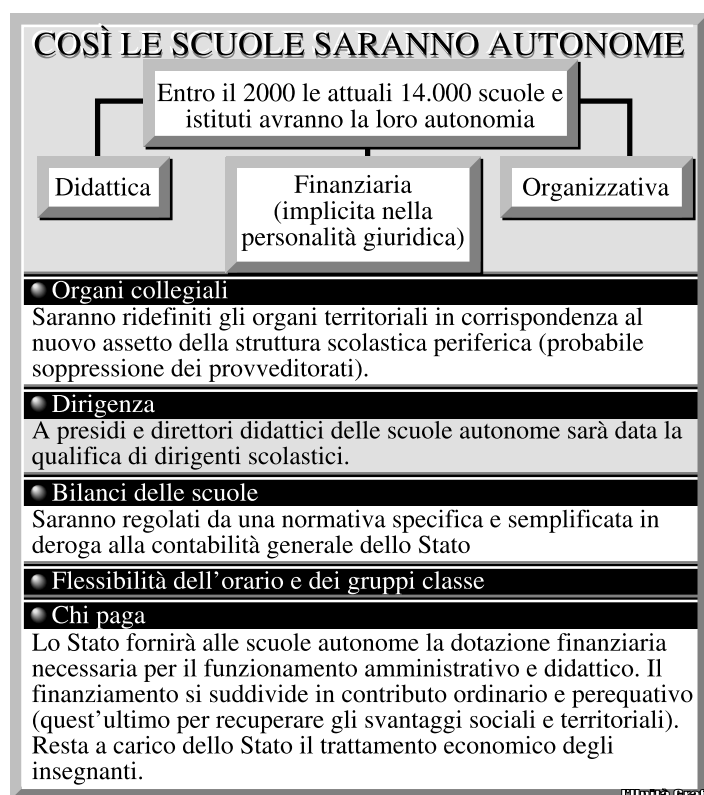 COSÌ LE SCUOLE SARANNO AUTONOME
Entro il 2000 le attuali 14.000 scuole e
istituti avranno la loro autonomia
Didattica
Finanziaria
(implicita nella
personalità giuridica)
Organizzativa
Organi collegiali
Saranno ridefiniti gli organi territoriali in corrispondenza al
nuovo assetto della struttura scolastica periferica (probabile
soppressione dei provveditorati).
Dirigenza
A presidi e direttori didattici delle scuole autonome sarà data la
qualifica di dirigenti scolastici.
Bilanci delle scuole
Saranno regolati da una normativa specifica e semplificata in
deroga alla contabilità generale dello Stato
Flessibilità dell'orario e dei gruppi classe
Chi paga
Lo Stato fornirà alle scuole autonome la dotazione finanziaria
necessaria per il funzionamento amministrativo e didattico. Il
finanziamento si suddivide in contributo ordinario e perequativo
(quest'ultimo per recuperare gli svantaggi sociali e territoriali).
Resta a carico dello Stato il trattamento economico degli
insegnanti.